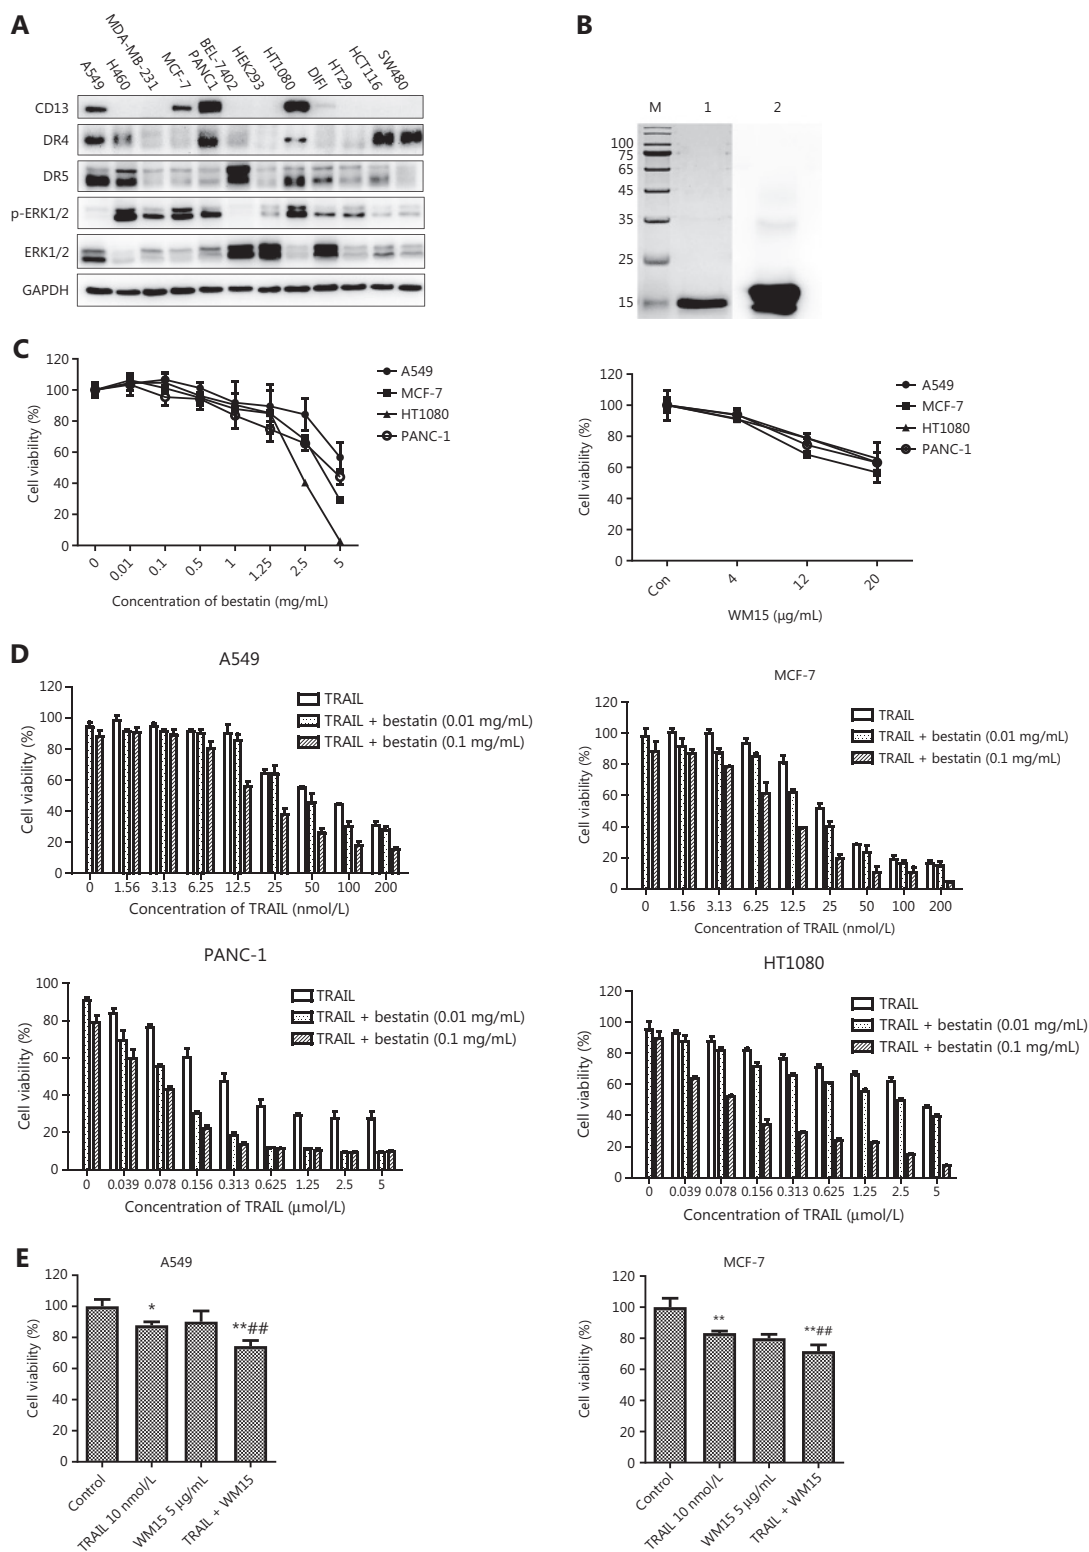 A
A549
H460
MDA-MB-231
MCF-7
PANC1
BEL-7402
HEK293
HT1080
DIFI
HT29
HCT116
SW480
CD13
DR4
DR5
p-ERK1/2
ERK1/2
GAPDH
B
M 1 2
100
75
65
45
35
25
15
C
120
100
80
60
40
20
0
Cell viability (%)
A549
MCF-7
HT1080
PANC-1
0 0.01 0.1 0.5 1 1.25 2.5 5
Concentration of bestatin (mg/mL)
120
100
80
60
40
20
0
Cell viability (%)
A549
MCF-7
HT1080
PANC-1
Con 4 12 20
WM15 (μg/mL)
D
A549
120
100
80
60
40
20
0
Cell viability (%)
TRAIL
TRAIL + bestatin (0.01 mg/mL)
TRAIL + bestatin (0.1 mg/mL)
0 1.56 3.13 6.25 12.5 25 50 100 200
Concentration of TRAIL (nmol/L)
MCF-7
120
100
80
60
40
20
0
Cell viability (%)
TRAIL
TRAIL + bestatin (0.01 mg/mL)
TRAIL + bestatin (0.1 mg/mL)
0 1.56 3.13 6.25 12.5 25 50 100 200
Concentration of TRAIL (nmol/L)
PANC-1
100
80
60
40
20
0
Cell viability (%)
TRAIL
TRAIL + bestatin (0.01 mg/mL)
TRAIL + bestatin (0.1 mg/mL)
0 0.039 0.078 0.156 0.313 0.625 1.25 2.5 5
Concentration of TRAIL (μmol/L)
HT1080
120
100
80
60
40
20
0
Cell viability (%)
TRAIL
TRAIL + bestatin (0.01 mg/mL)
TRAIL + bestatin (0.1 mg/mL)
0 0.039 0.078 0.156 0.313 0.625 1.25 2.5 5
Concentration of TRAIL (μmol/L)
E
A549
120
100
80
60
40
20
0
Cell viability (%)
*
**##
Control
TRAIL 10 nmol/L
WM15 5 μg/mL
TRAIL + WM15
MCF-7
120
100
80
60
40
20
0
Cell viability (%)
**
**##
Control
TRAIL 10 nmol/L
WM15 5 μg/mL
TRAIL + WM15